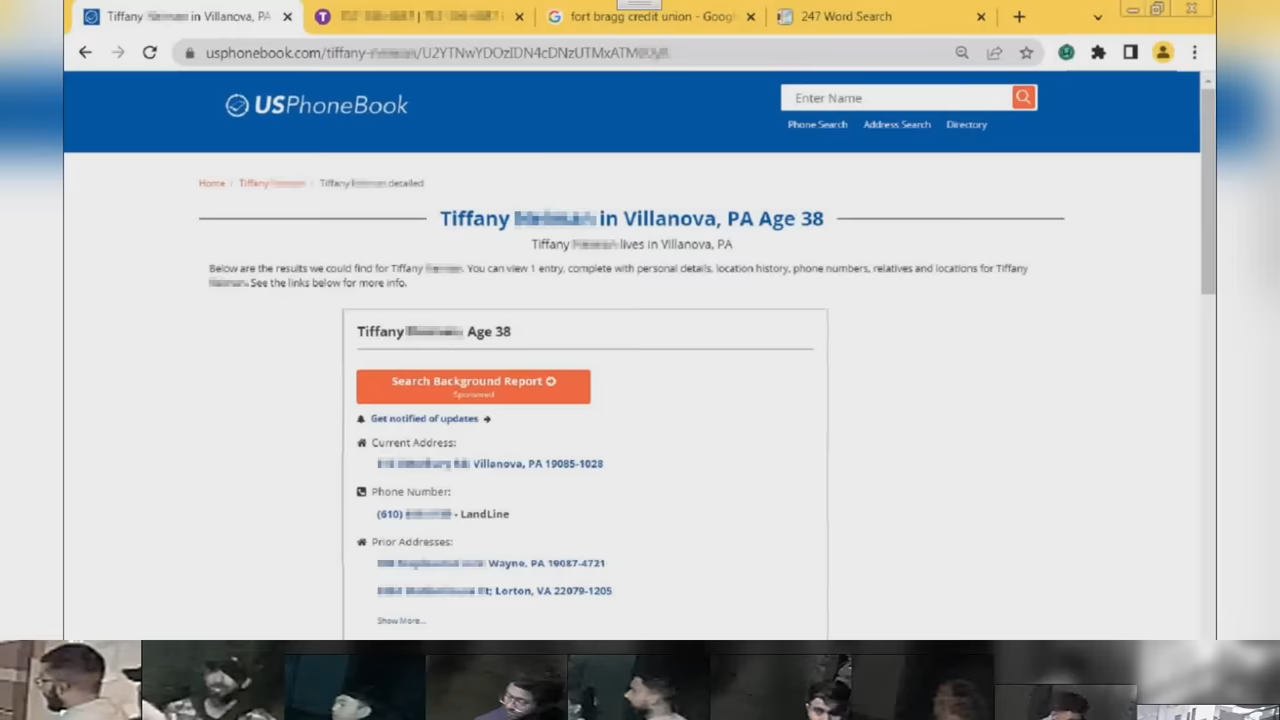 Tiffany in Villanova, PA
fort bragg credit union - Goog
247 Word Search
usphonebook.com/tiffany-
USPhoneBook
Enter Name
Phone Search Address Search Directory
Home / Tiffany / Tiffany detailed
Tiffany in Villanova, PA Age 38
Tiffany lives in Villanova, PA
Below are the results we could find for Tiffany . You can view 1 entry, complete with personal details, location history, phone numbers, relatives and locations for Tiffany
. See the links below for more info.
Tiffany Age 38
Search Background Report
Sponsored
Get notified of updates
Current Address:
Villanova, PA 19085-1028
Phone Number:
(610) - LandLine
Prior Addresses:
Wayne, PA 19087-4721
Lorton, VA 22079-1205
Show More...